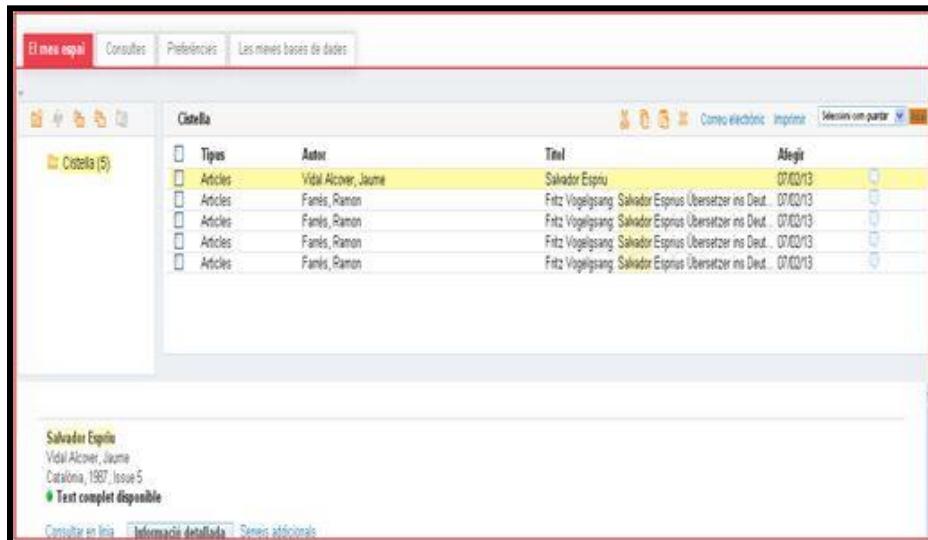 El meu espai Consultes Preferències Les meves bases de dades
Cistella Correu electrònic Imprimir Seleccioni com guardar
Cistella (5)
Tipus Autor Títol Afegir
Articles Vidal Alcover, Jaume Salvador Espriu 07/02/13
Articles Farrés, Ramon Fritz Vogelgsang: Salvador Esprius Übersetzer ins Deut... 07/02/13
Articles Farrés, Ramon Fritz Vogelgsang: Salvador Esprius Übersetzer ins Deut... 07/02/13
Articles Farrés, Ramon Fritz Vogelgsang: Salvador Esprius Übersetzer ins Deut... 07/02/13
Articles Farrés, Ramon Fritz Vogelgsang: Salvador Esprius Übersetzer ins Deut... 07/02/13
Salvador Espriu
Vidal Alcover, Jaume
Catalònia, 1987, Issue 5
Text complet disponible
Consultar en línia Informació detallada Serveis addicionals